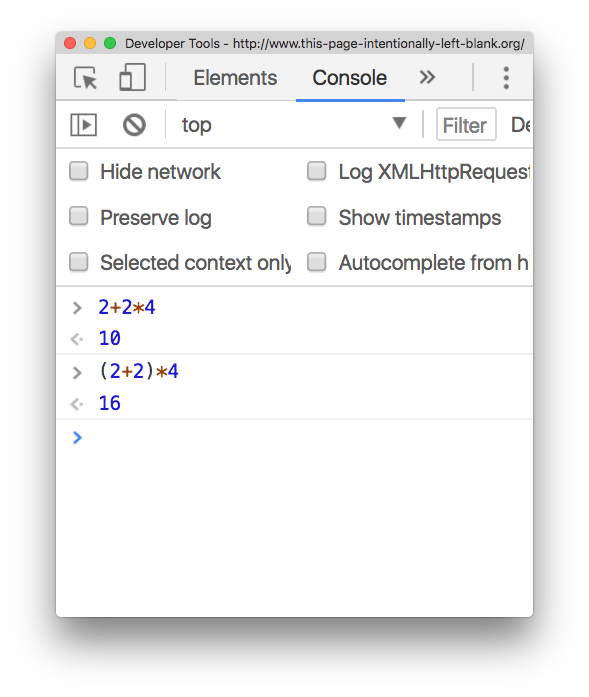 Developer Tools - http://www.this-page-intentionally-left-blank.org/
Elements Console »
top ▼ Filter De
Hide network Log XMLHttpRequest
Preserve log Show timestamps
Selected context only Autocomplete from h
> 2+2*4
10
> (2+2)*4
16
>